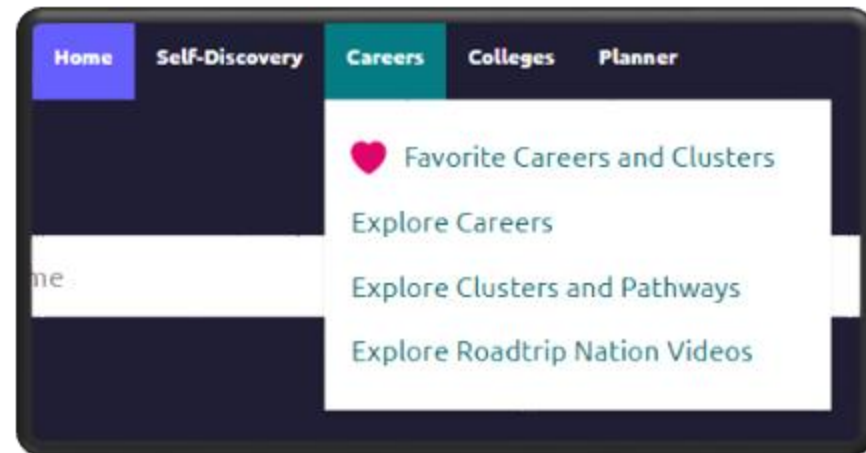 Home Self-Discovery Careers Colleges Planner
Favorite Careers and Clusters
Explore Careers
me
Explore Clusters and Pathways
Explore Roadtrip Nation Videos